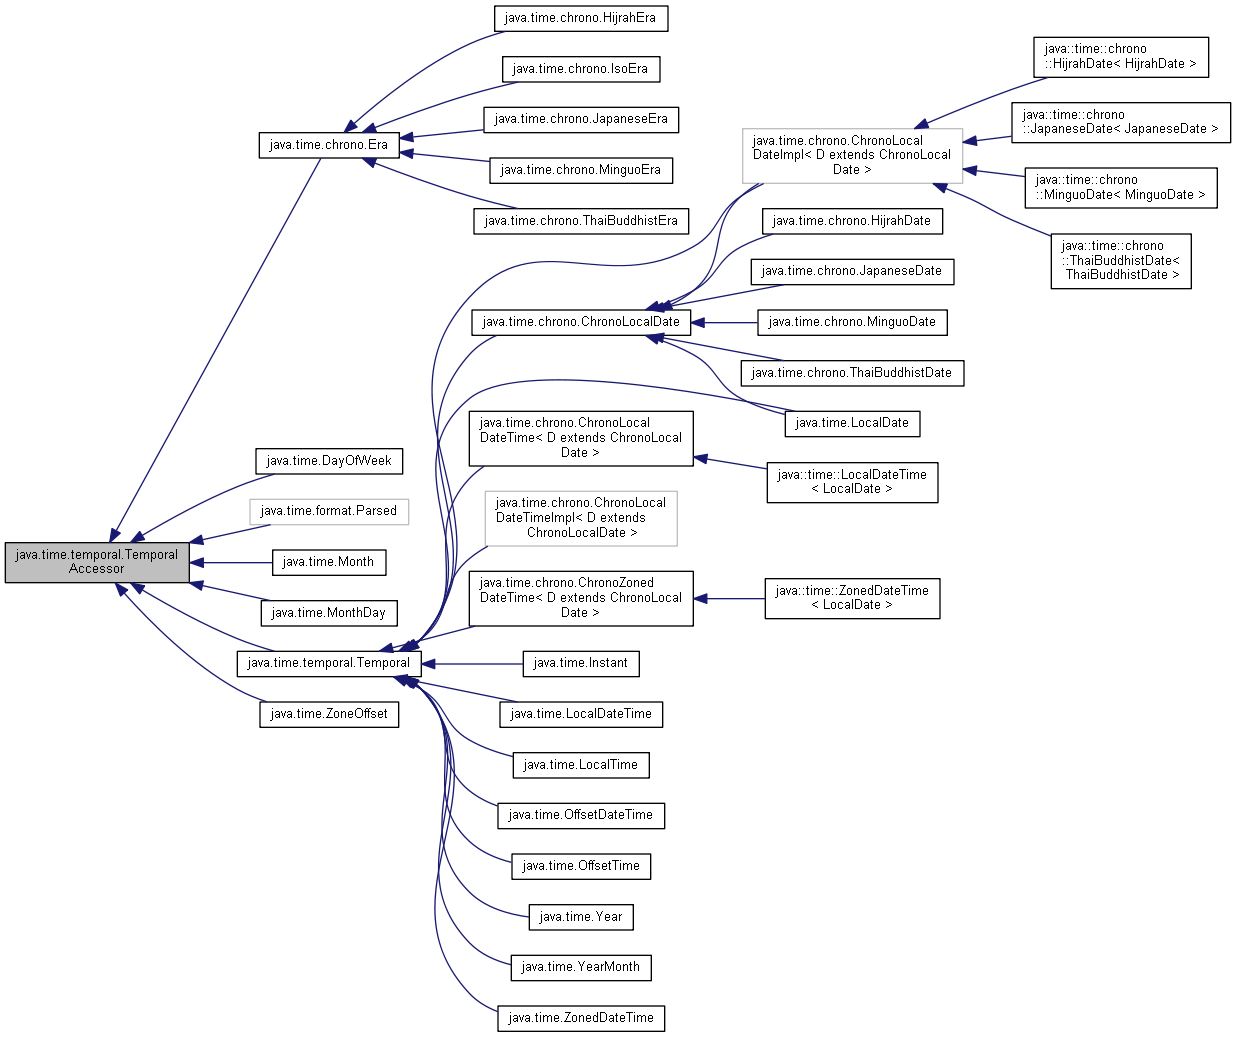 java.time.chrono.HijrahEra
java.time.chrono.IsoEra
java.time.chrono.JapaneseEra
java.time.chrono.Era
java.time.chrono.MinguoEra
java.time.chrono.ThaiBuddhistEra
java::time::chrono
::HijrahDate< HijrahDate >
java::time::chrono
::JapaneseDate< JapaneseDate >
java.time.chrono.ChronoLocal
DateImpl< D extends ChronoLocal
Date >
java::time::chrono
::MinguoDate< MinguoDate >
java::time::chrono
::ThaiBuddhistDate<
ThaiBuddhistDate >
java.time.chrono.HijrahDate
java.time.chrono.JapaneseDate
java.time.chrono.ChronoLocalDate
java.time.chrono.MinguoDate
java.time.chrono.ThaiBuddhistDate
java.time.LocalDate
java.time.chrono.ChronoLocal
DateTime< D extends ChronoLocal
Date >
java::time::LocalDateTime
< LocalDate >
java.time.DayOfWeek
java.time.format.Parsed
java.time.chrono.ChronoLocal
DateTimeImpl< D extends
ChronoLocalDate >
java.time.temporal.Temporal
Accessor
java.time.Month
java.time.MonthDay
java.time.chrono.ChronoZoned
DateTime< D extends ChronoLocal
Date >
java::time::ZonedDateTime
< LocalDate >
java.time.temporal.Temporal
java.time.Instant
java.time.ZoneOffset
java.time.LocalDateTime
java.time.LocalTime
java.time.OffsetDateTime
java.time.OffsetTime
java.time.Year
java.time.YearMonth
java.time.ZonedDateTime